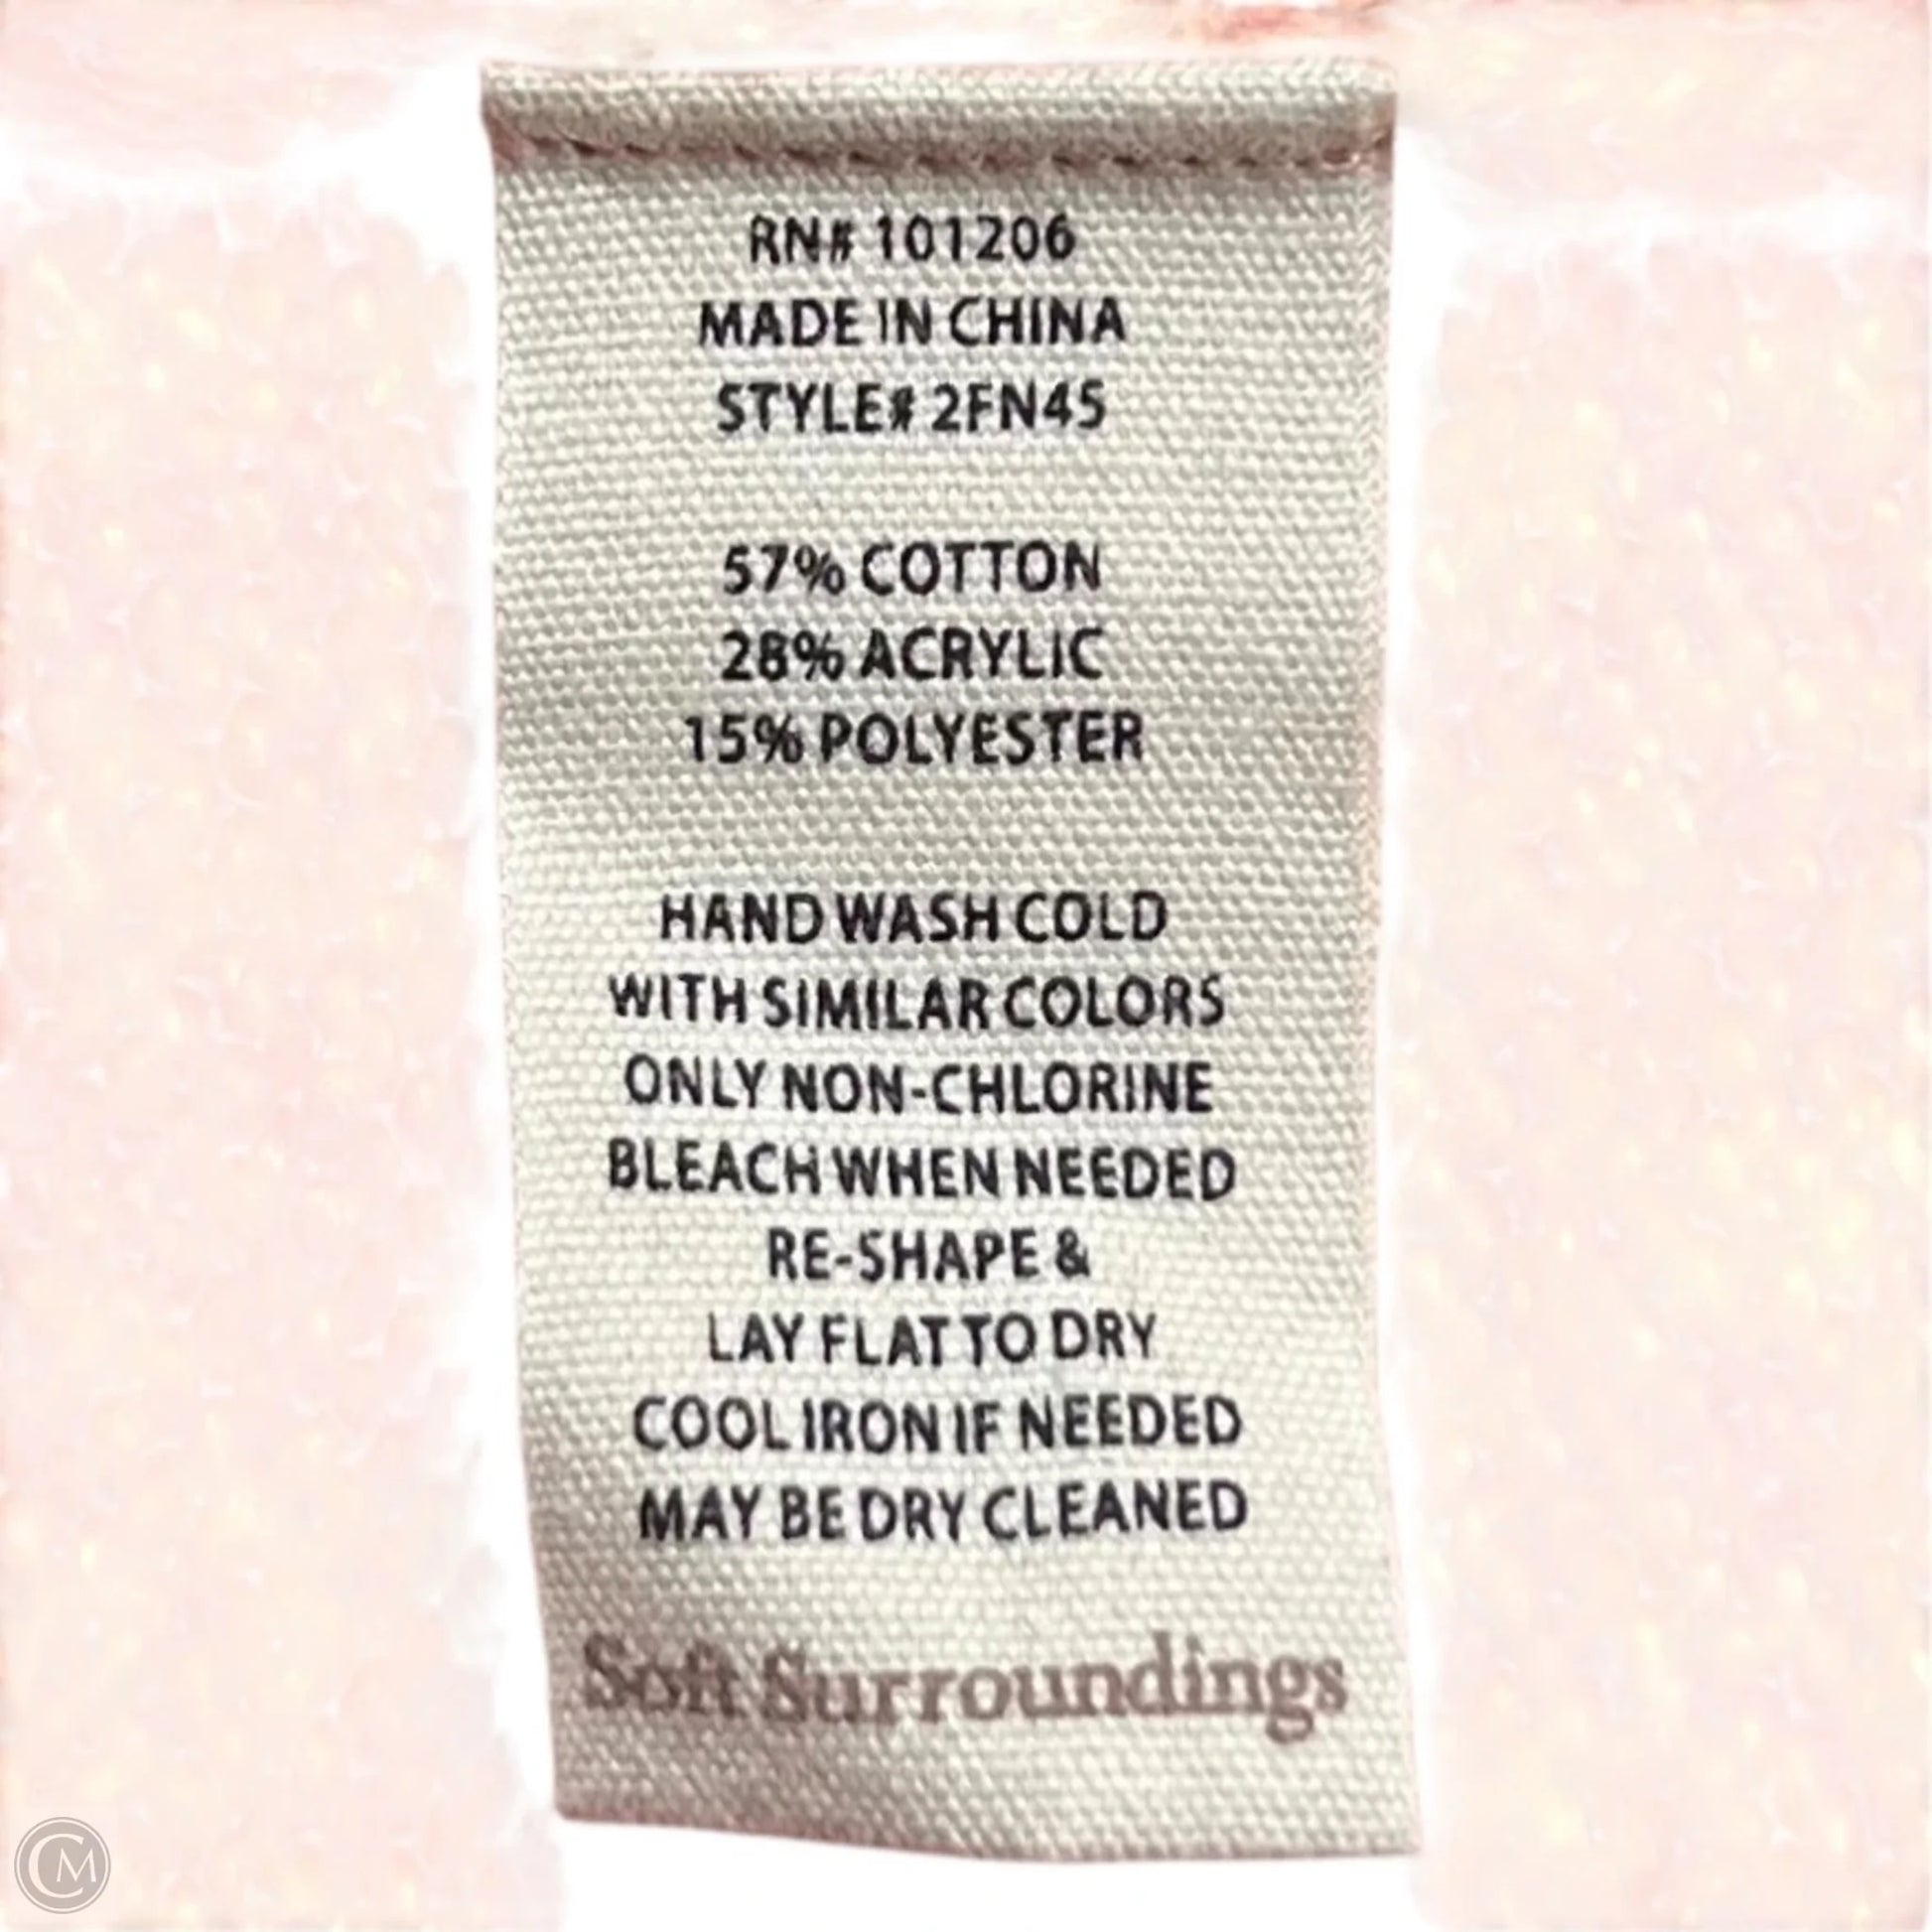 RN# 101206
MADE IN CHINA
STYLE# 2FN45
57% COTTON
28% ACRYLIC
15% POLYESTER
HAND WASH COLD
WITH SIMILAR COLORS
ONLY NON-CHLORINE
BLEACH WHEN NEEDED
RE-SHAPE &
LAY FLAT TO DRY
COOL IRON IF NEEDED
MAY BE DRY CLEANED
Soft Surroundings
CM